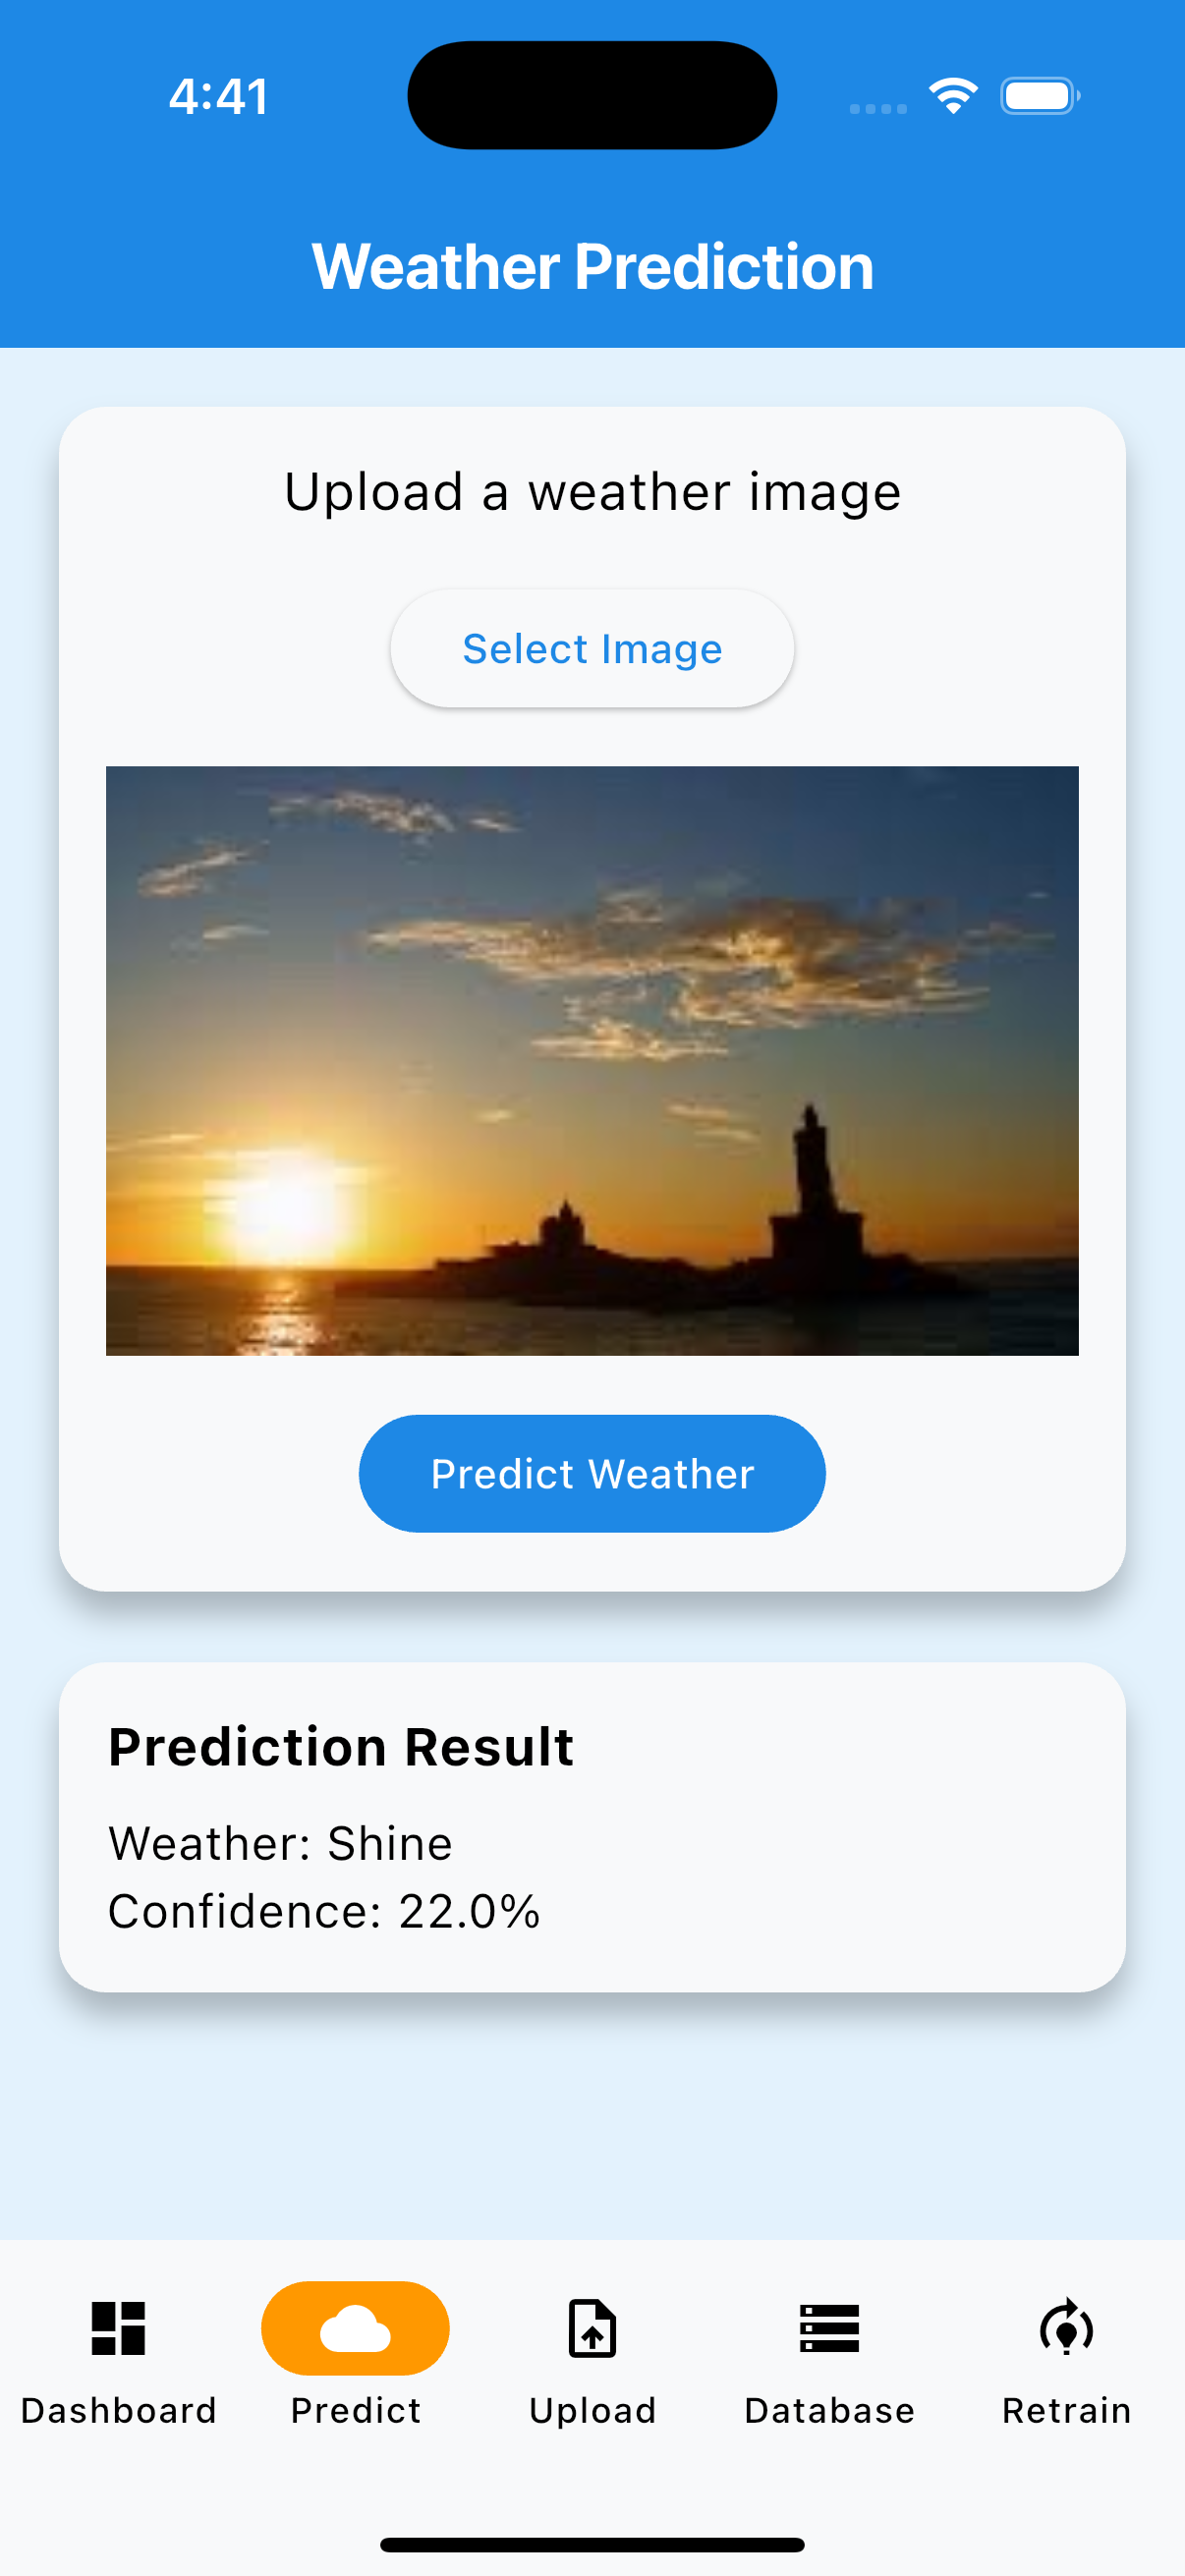 4:41
Weather Prediction
Upload a weather image
Select Image
Predict Weather
Prediction Result
Weather: Shine
Confidence: 22.0%
Dashboard Predict Upload Database Retrain